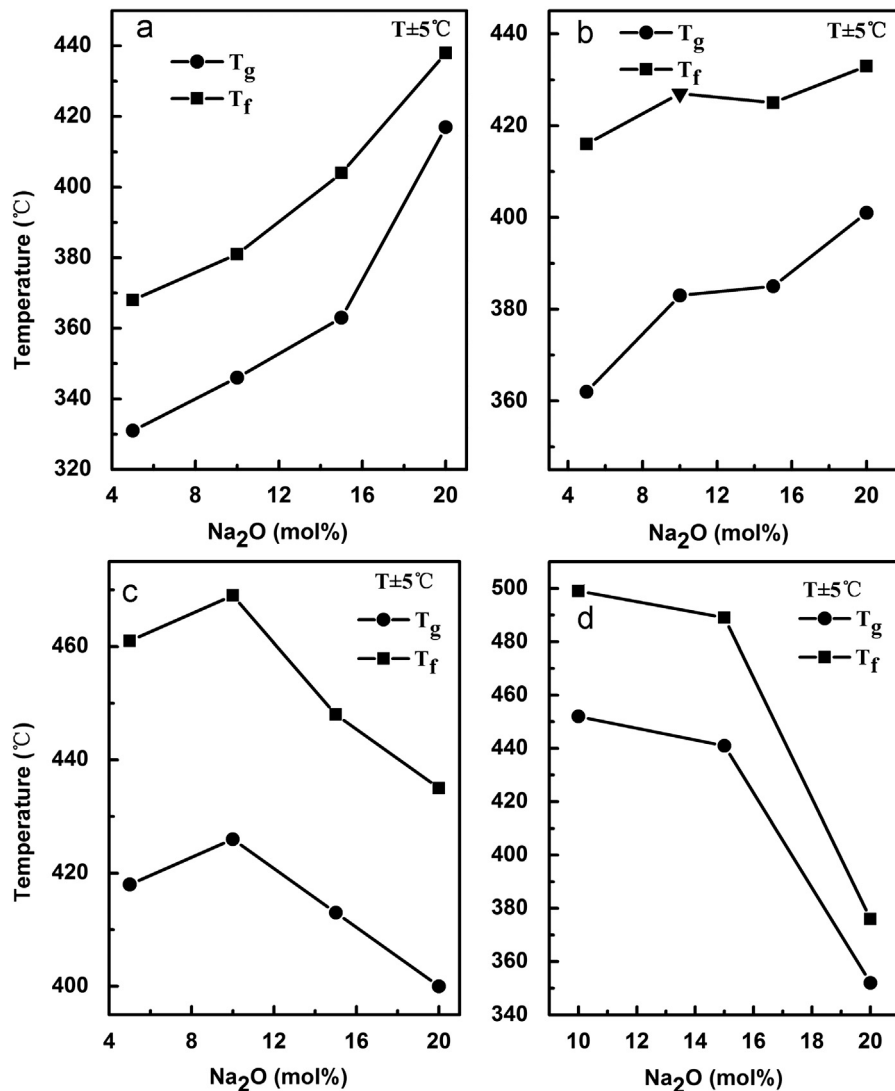 a
T±5℃
Tg
Tf
440
420
400
380
360
340
320
4 8 12 16 20
Temperature (℃)
Na2O (mol%)
b
T±5℃
Tg
Tf
440
420
400
380
360
4 8 12 16 20
Na2O (mol%)
c
T±5℃
Tg
Tf
460
440
420
400
4 8 12 16 20
Temperature (℃)
Na2O (mol%)
d
T±5℃
Tg
Tf
500
480
460
440
420
400
380
360
340
10 12 14 16 18 20
Na2O (mol%)